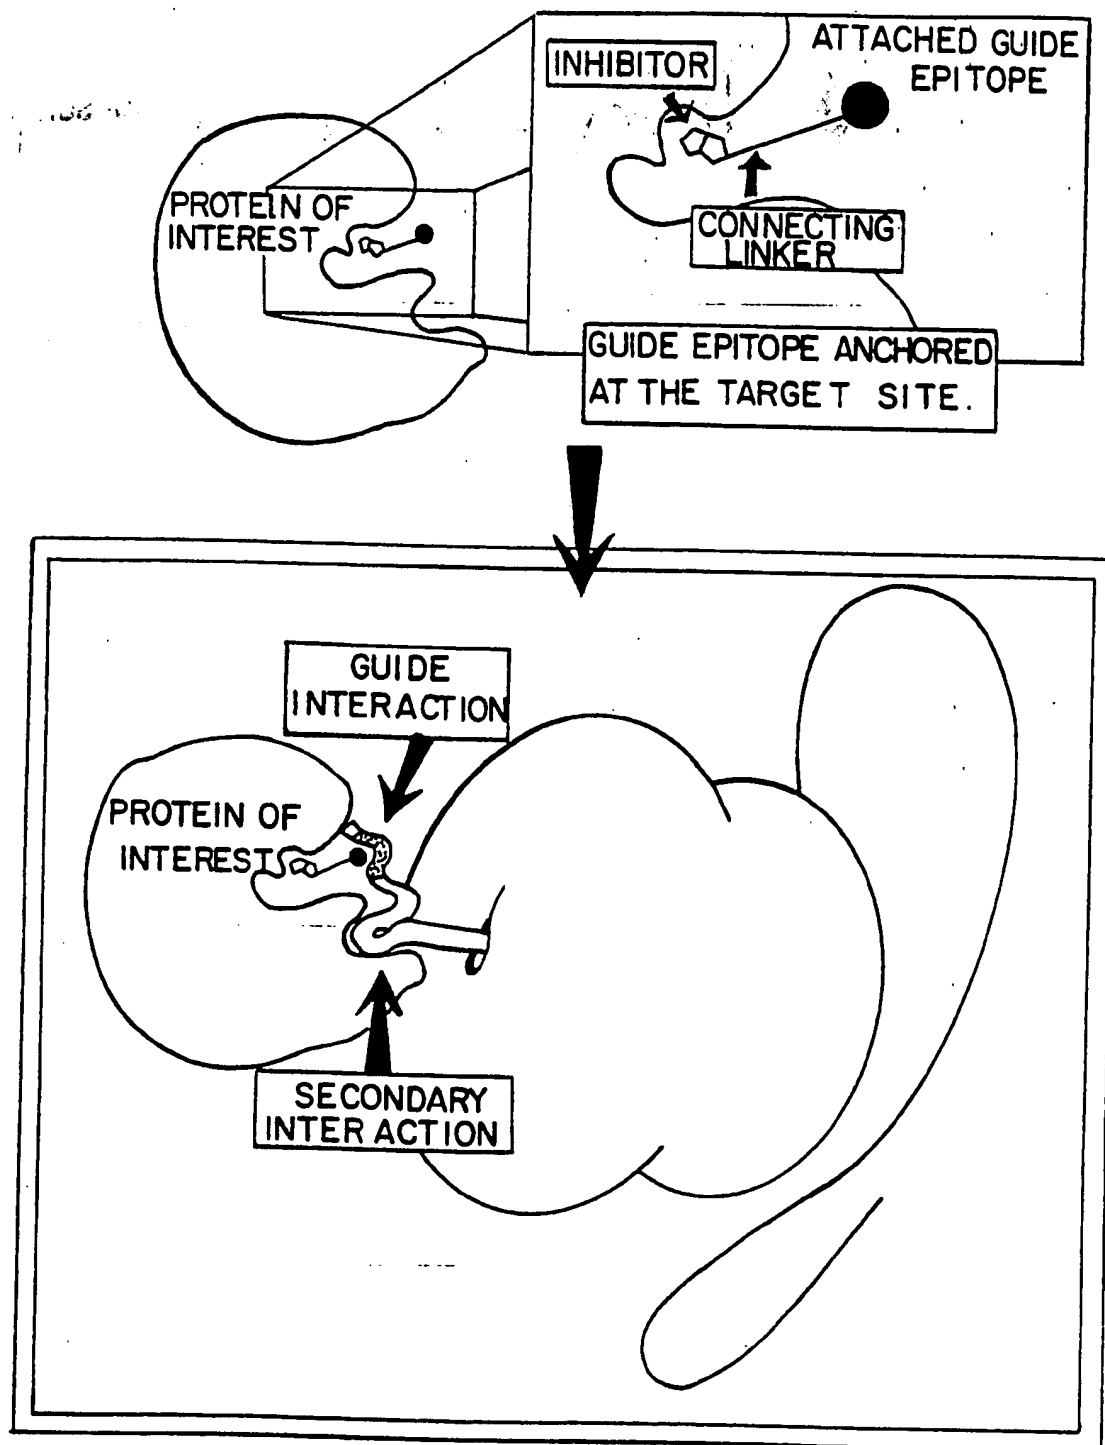 INHIBITOR
ATTACHED GUIDE
EPITOPE
PROTEIN OF
INTEREST
CONNECTING
LINKER
GUIDE EPITOPE ANCHORED
AT THE TARGET SITE.
GUIDE
INTERACTION
PROTEIN OF
INTEREST
SECONDARY
INTERACTION